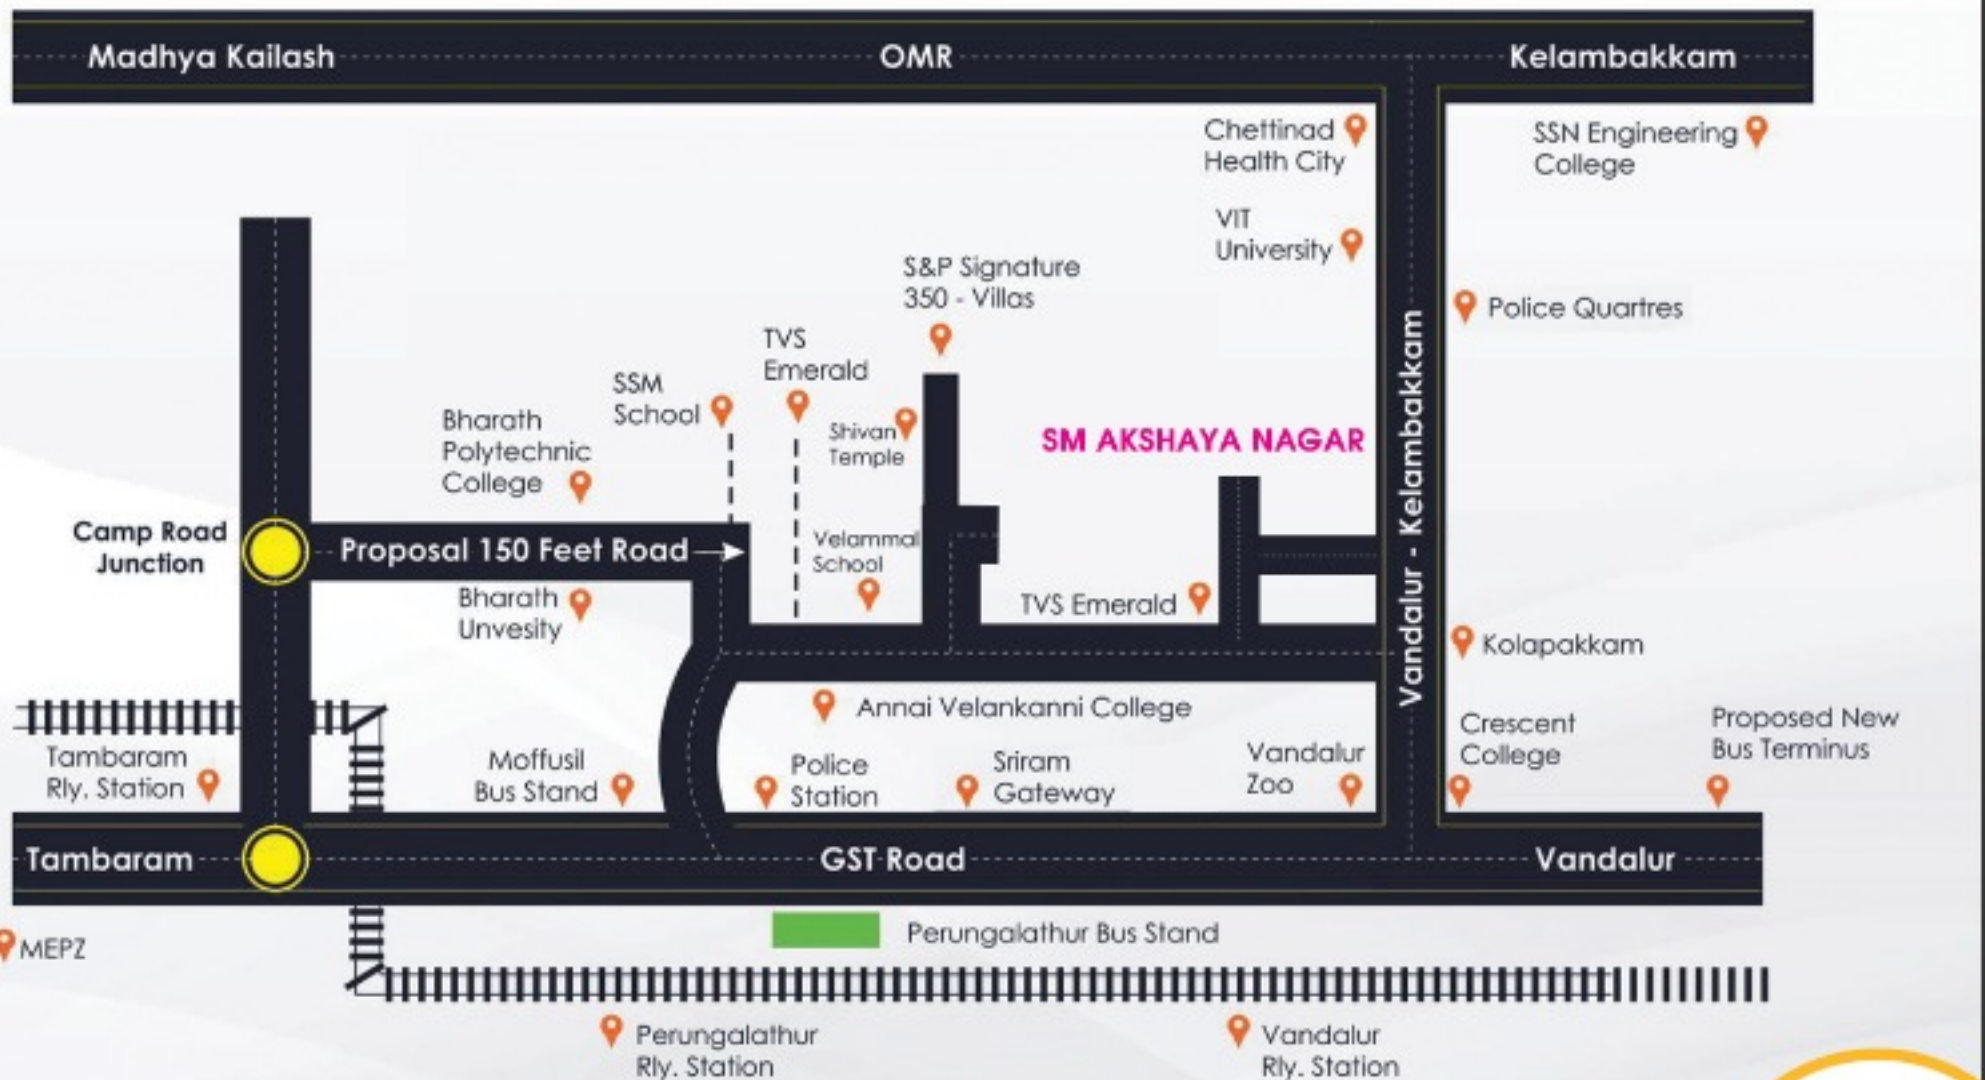 Madhya Kailash
OMR
Kelambakkam
Chettinad
Health City
SSN Engineering
College
VIT
University
S&P Signature
350 - Villas
Police Quartres
TVS
Emerald
SSM
School
Bharath
Polytechnic
College
Shivan
Temple
SM AKSHAYA NAGAR
Vandalur - Kelambakkam
Camp Road
Junction
Proposal 150 Feet Road
Velammal
School
Bharath
Unvesity
TVS Emerald
Kolapakkam
Annai Velankanni College
Crescent
College
Proposed New
Bus Terminus
Tambaram
Rly. Station
Moffusil
Bus Stand
Police
Station
Sriram
Gateway
Vandalur
Zoo
Tambaram
GST Road
Vandalur
MEPZ
Perungalathur Bus Stand
Perungalathur
Rly. Station
Vandalur
Rly. Station